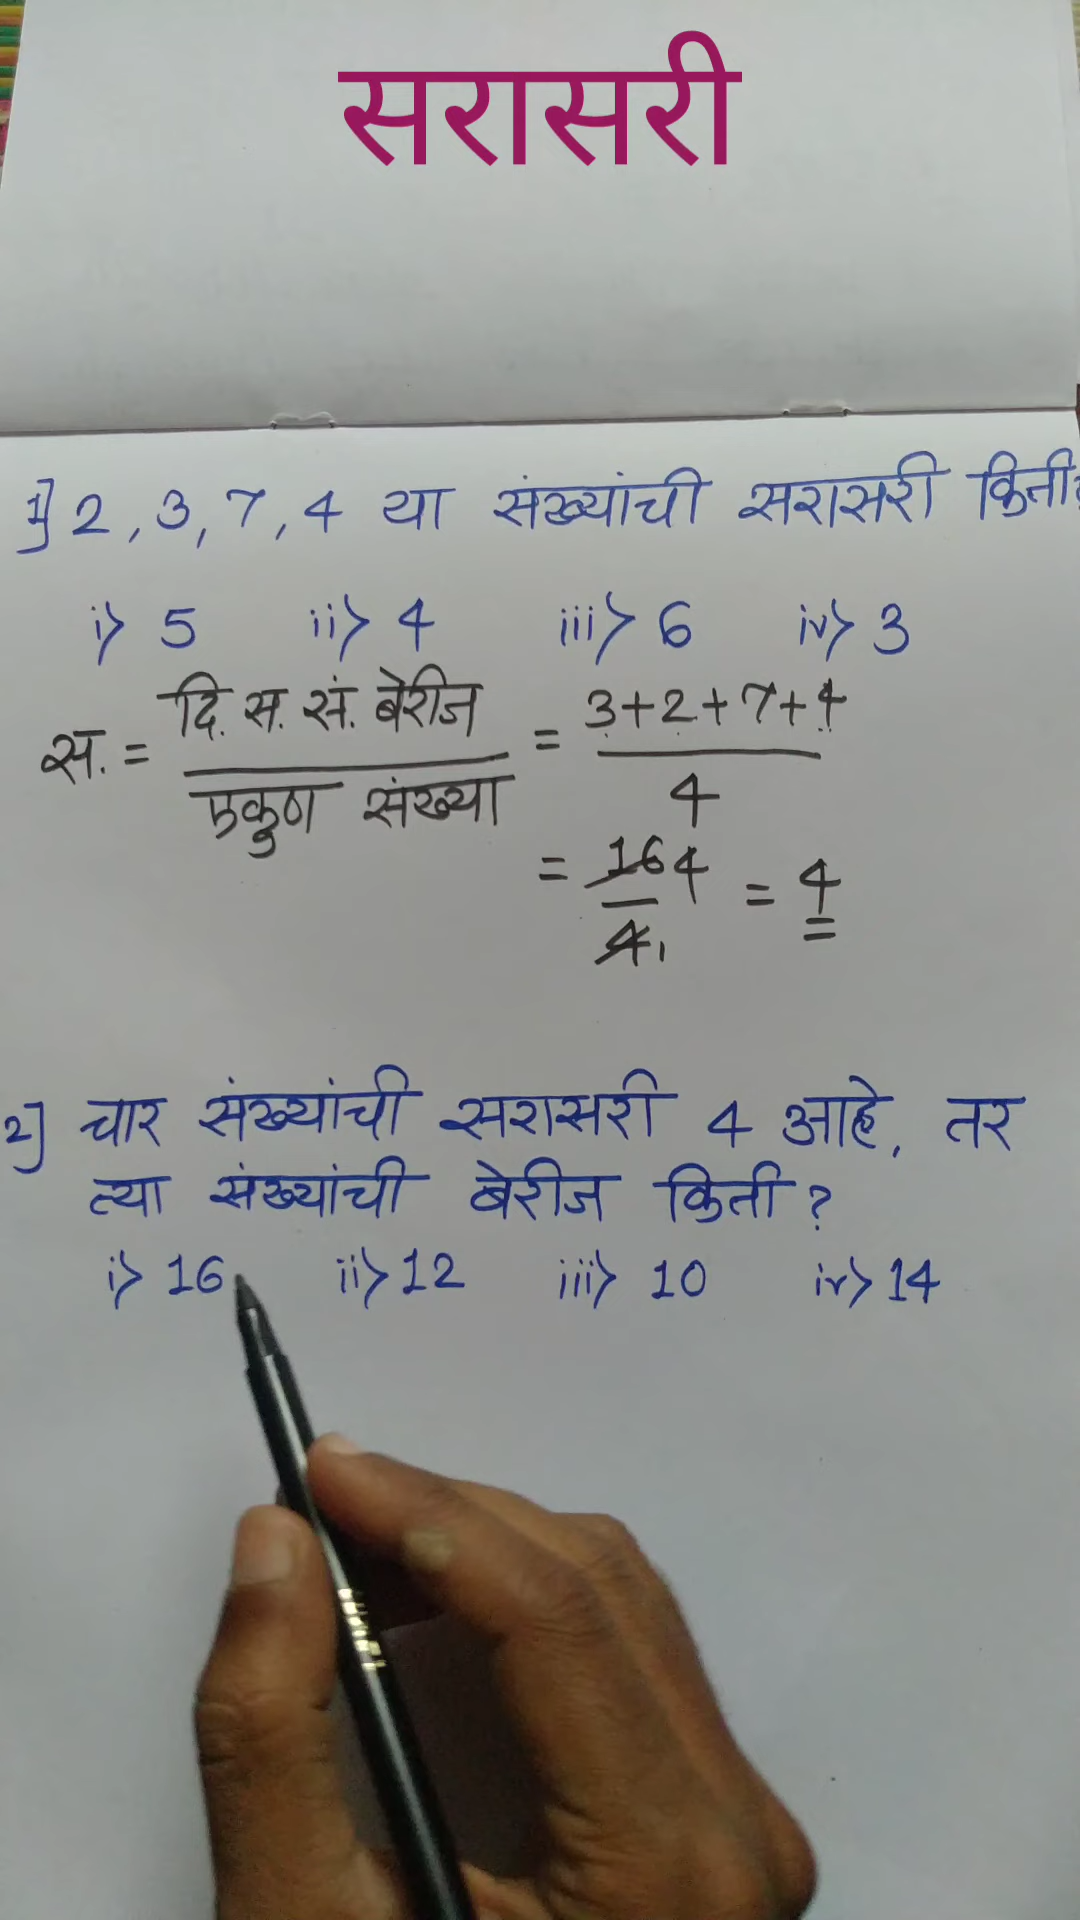 सरासरी
1] 2, 3, 7, 4 या संख्यांची सरासरी किती?
i> 5 ii> 4 iii> 6 iv> 3
स. = दि. स. सं. बेरीज / एकुण संख्या = 3+2+7+4 / 4
= 16 4 / 4 1 = 4
2] चार संख्यांची सरासरी 4 आहे, तर
त्या संख्यांची बेरीज किती?
i> 16 ii> 12 iii> 10 iv> 14